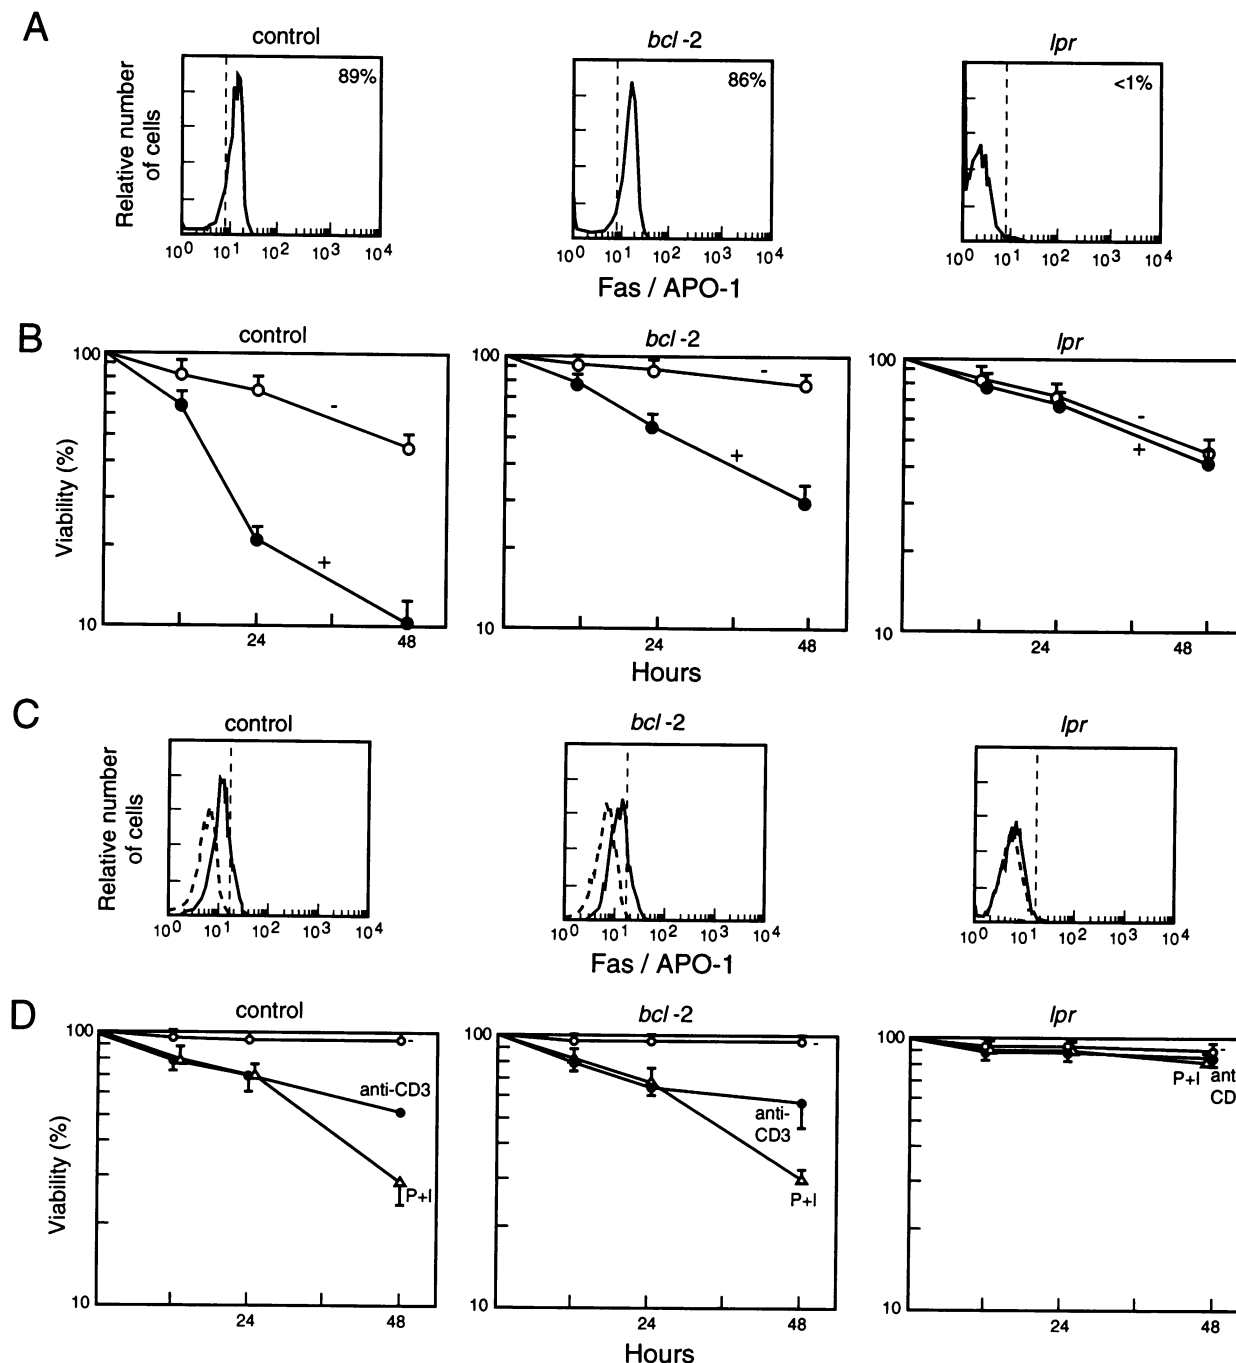 A
control
bcl-2
lpr
Relative number
of cells
89%
86%
<1%
10^0 10^1 10^2 10^3 10^4
10^0 10^1 10^2 10^3 10^4
10^0 10^1 10^2 10^3 10^4
Fas / APO-1
B
control
bcl-2
lpr
Viability (%)
100
-
+
10
24
48
100
-
+
10
24
48
100
-
+
10
24
48
Hours
C
control
bcl-2
lpr
Relative number
of cells
10^0 10^1 10^2 10^3 10^4
10^0 10^1 10^2 10^3 10^4
10^0 10^1 10^2 10^3 10^4
Fas / APO-1
D
control
bcl-2
lpr
Viability (%)
100
-
anti-CD3
P+I
10
24
48
100
-
anti-
CD3
P+I
10
24
48
100
-
P+I
ant
CD
10
24
48
Hours